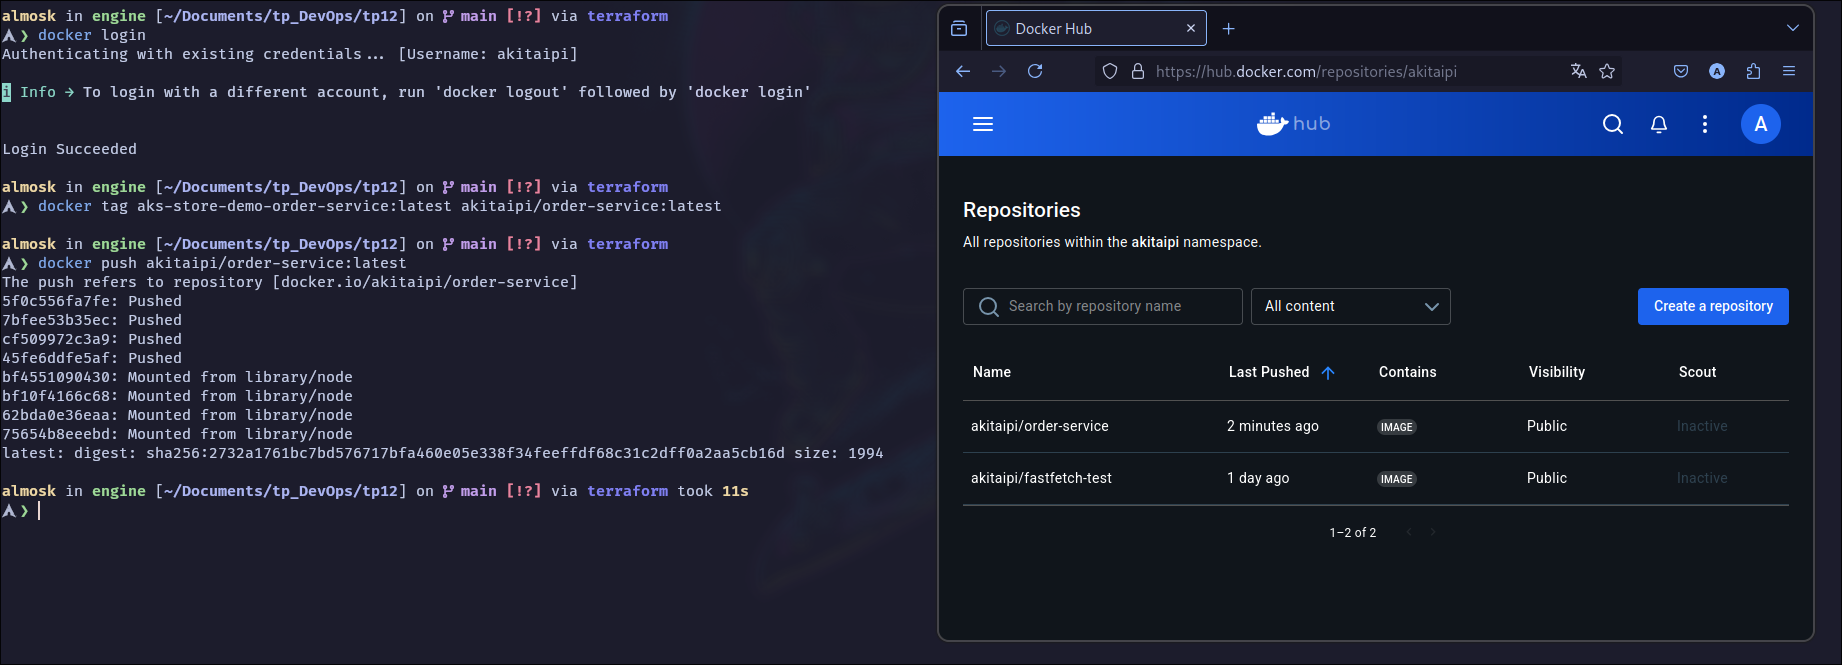 almosk in engine [~/Documents/tp_DevOps/tp12] on main [!?] via terraform
❯ docker login
Authenticating with existing credentials... [Username: akitaipi]
i Info → To login with a different account, run 'docker logout' followed by 'docker login'
Login Succeeded
almosk in engine [~/Documents/tp_DevOps/tp12] on main [!?] via terraform
❯ docker tag aks-store-demo-order-service:latest akitaipi/order-service:latest
almosk in engine [~/Documents/tp_DevOps/tp12] on main [!?] via terraform
❯ docker push akitaipi/order-service:latest
The push refers to repository [docker.io/akitaipi/order-service]
5f0c556fa7fe: Pushed
7bfee53b35ec: Pushed
cf509972c3a9: Pushed
45fe6ddfe5af: Pushed
bf4551090430: Mounted from library/node
bf10f4166c68: Mounted from library/node
62bda0e36eaa: Mounted from library/node
75654b8eeebd: Mounted from library/node
latest: digest: sha256:2732a1761bc7bd576717bfa460e05e338f34feeffdf68c31c2dff0a2aa5cb16d size: 1994
almosk in engine [~/Documents/tp_DevOps/tp12] on main [!?] via terraform took 11s
❯
Docker Hub
https://hub.docker.com/repositories/akitaipi
A
hub
A
Repositories
All repositories within the akitaipi namespace.
Search by repository name
All content
Create a repository
Name Last Pushed Contains Visibility Scout
akitaipi/order-service 2 minutes ago IMAGE Public Inactive
akitaipi/fastfetch-test 1 day ago IMAGE Public Inactive
1–2 of 2